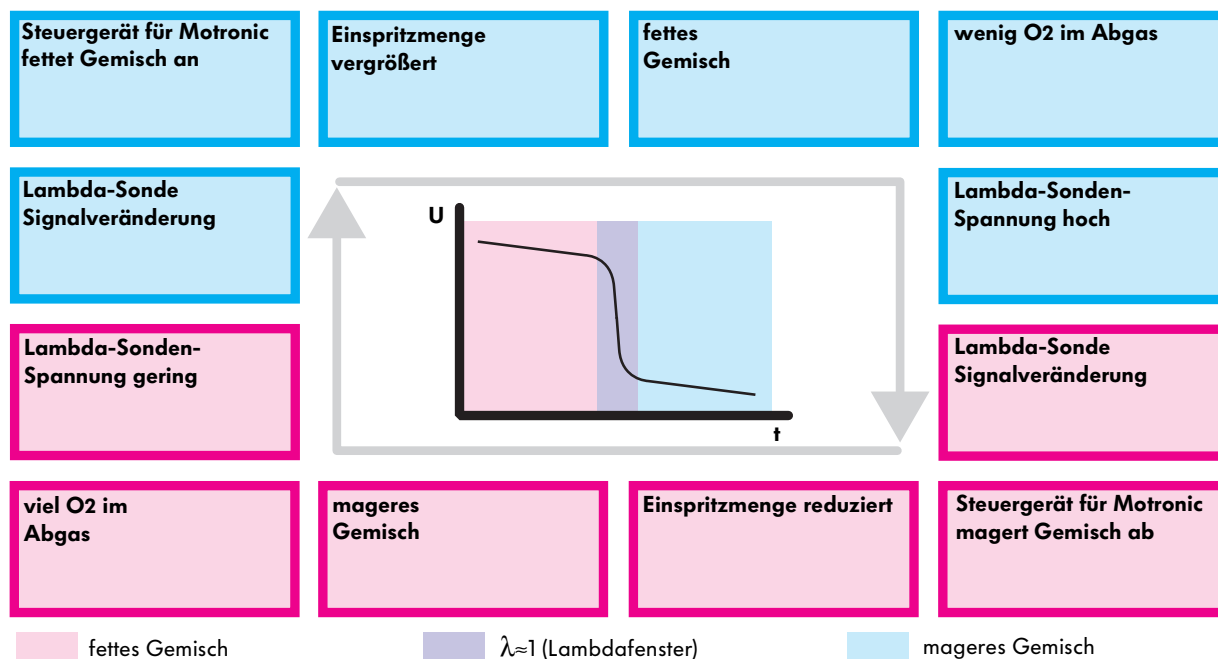 Steuergerät für Motronic
fettet Gemisch an
Einspritzmenge
vergrößert
fettes
Gemisch
wenig O2 im Abgas
Lambda-Sonde
Signalveränderung
U
t
Lambda-Sonden-
Spannung hoch
Lambda-Sonden-
Spannung gering
Lambda-Sonde
Signalveränderung
viel O2 im
Abgas
mageres
Gemisch
Einspritzmenge reduziert
Steuergerät für Motronic
magert Gemisch ab
fettes Gemisch
λ≈1 (Lambdafenster)
mageres Gemisch